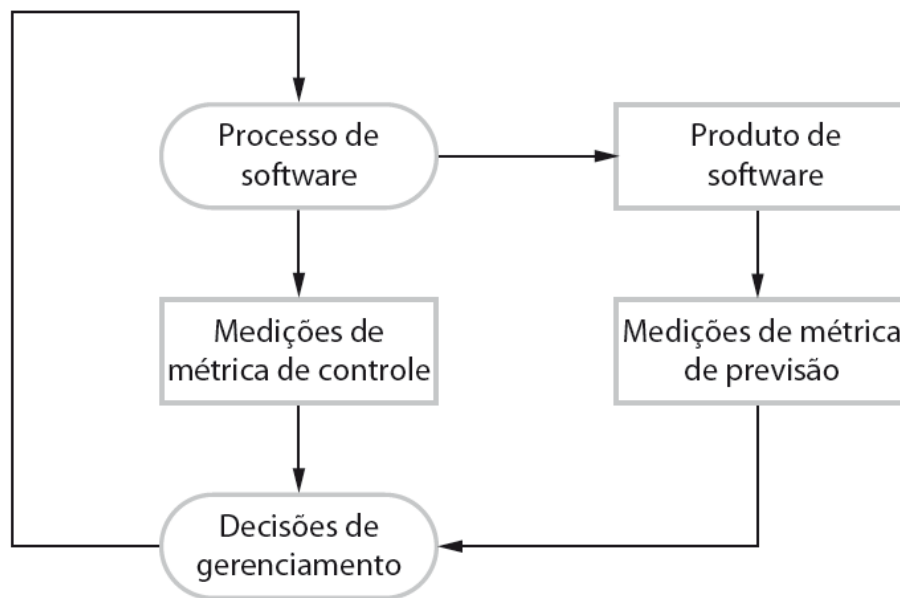 Processo de
software
Produto de
software
Medições de
métrica de controle
Medições de métrica
de previsão
Decisões de
gerenciamento